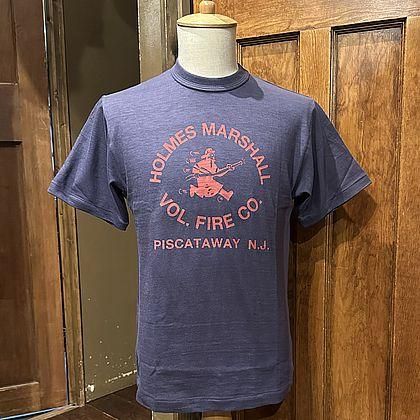 HOLMES MARSHALL
VOL. FIRE CO.
PISCATAWAY N.J.